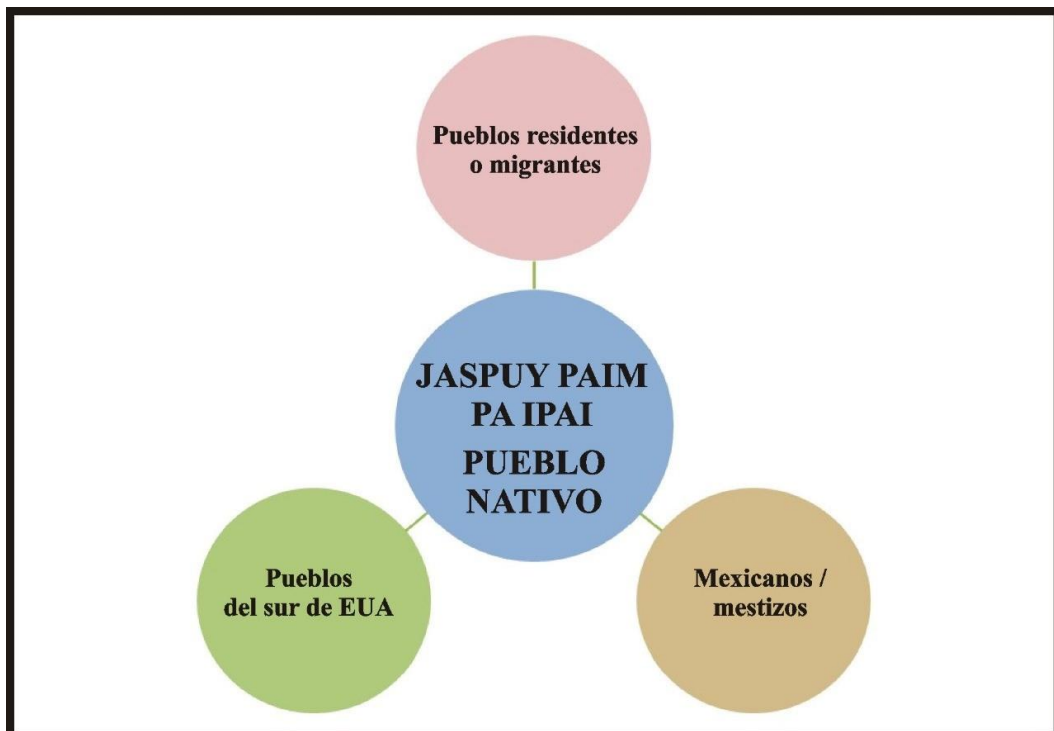 Pueblos residentes
o migrantes
JASPUY PAIM
PA IPAI
PUEBLO
NATIVO
Pueblos
del sur de EUA
Mexicanos /
mestizos